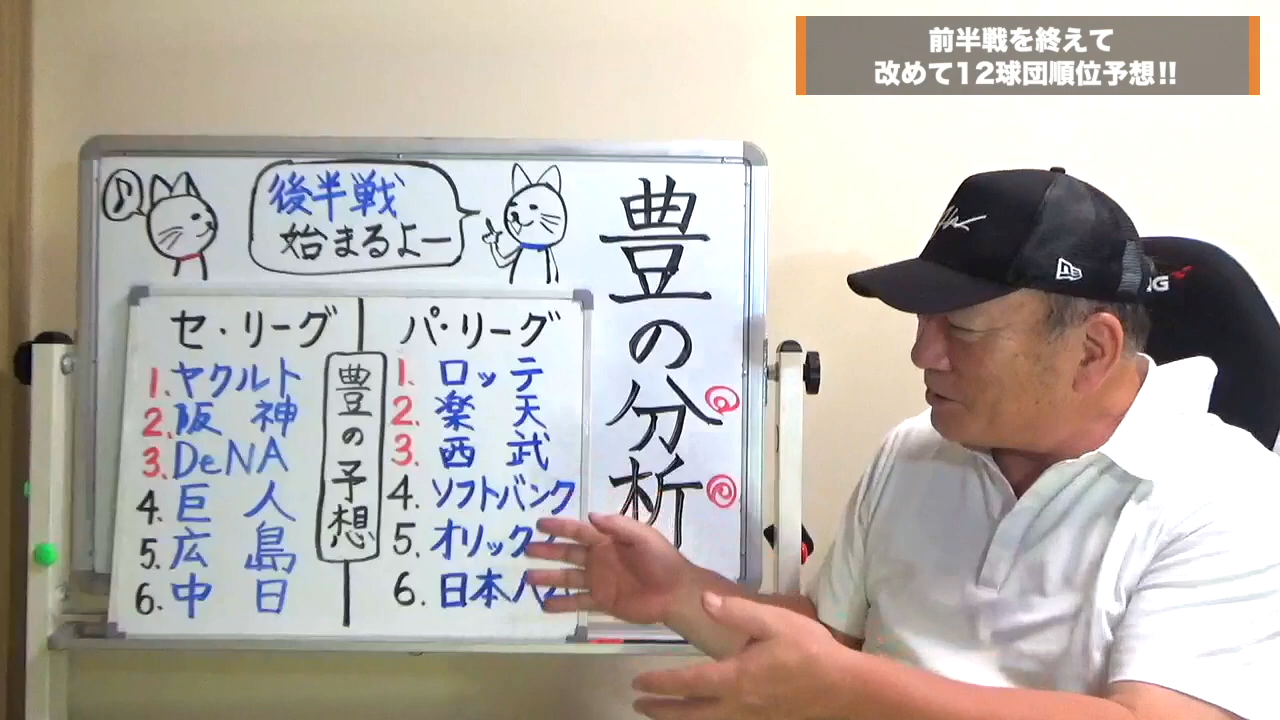 前半戦を終えて
改めて12球団順位予想!!
♪
後半戦
始まるよー
豊の分析
セ・リーグ
1.ヤクルト
2.阪神
3.DeNA
4.巨人
5.広島
6.中日
豊の予想
パ・リーグ
1.ロッテ
2.楽天
3.西武
4.ソフトバンク
5.オリック
6.日本ハム
NE